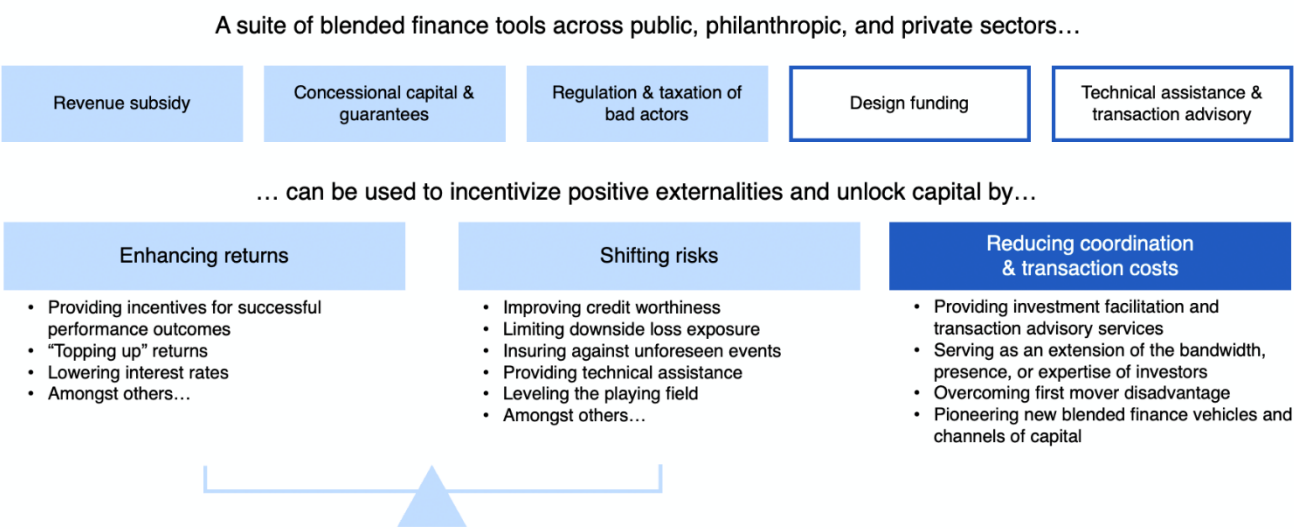 A suite of blended finance tools across public, philanthropic, and private sectors…
Revenue subsidy
Concessional capital &
guarantees
Regulation & taxation of
bad actors
Design funding
Technical assistance &
transaction advisory
… can be used to incentivize positive externalities and unlock capital by…
Enhancing returns
• Providing incentives for successful
performance outcomes
• “Topping up” returns
• Lowering interest rates
• Amongst others…
Shifting risks
• Improving credit worthiness
• Limiting downside loss exposure
• Insuring against unforeseen events
• Providing technical assistance
• Leveling the playing field
• Amongst others…
Reducing coordination
& transaction costs
• Providing investment facilitation and
transaction advisory services
• Serving as an extension of the bandwidth,
presence, or expertise of investors
• Overcoming first mover disadvantage
• Pioneering new blended finance vehicles and
channels of capital